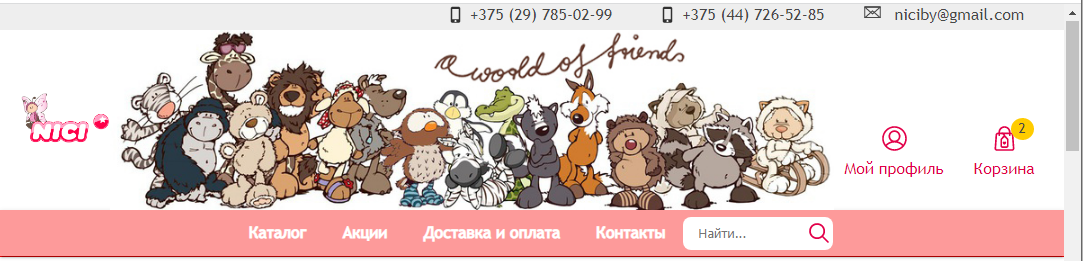 +375 (29) 785-02-99 +375 (44) 726-52-85 niciby@gmail.com
a world of friends
NICI
2
Мой профиль Корзина
Каталог Акции Доставка и оплата Контакты Найти...